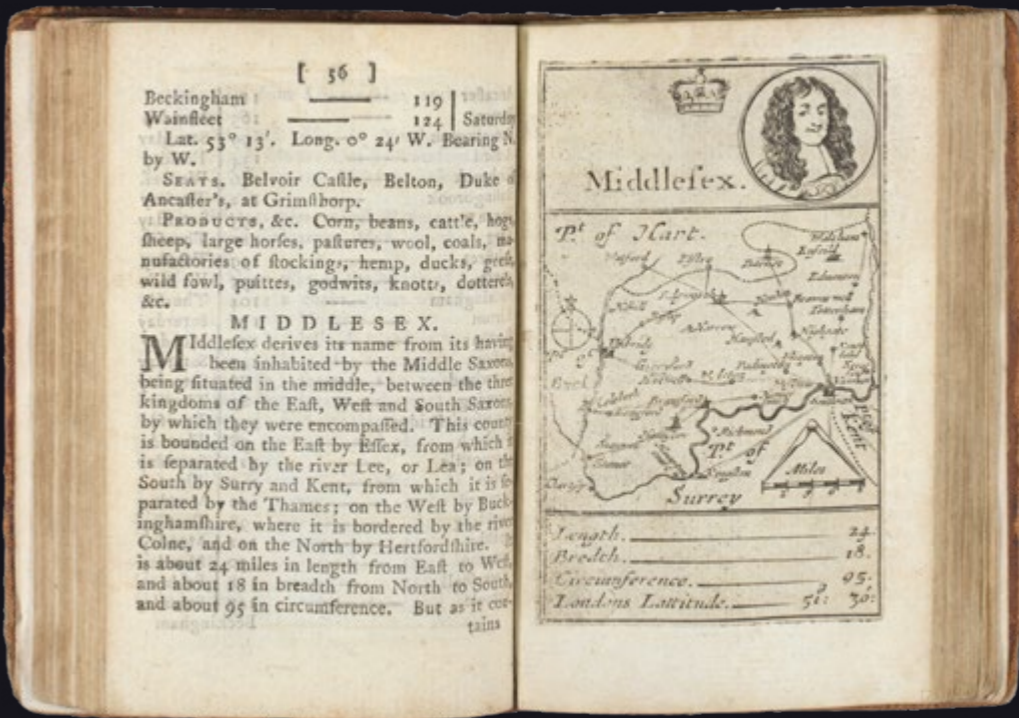 [ 56 ]
Beckingham 119
Wainfleet 124 Saturday
Lat. 53° 13'. Long. 0° 24' W. Bearing N.
by W.
SEATS. Belvoir Caſtle, Belton, Duke o
Ancaſter's, at Grimſthorp.
PRODUCTS, &c. Corn, beans, cattle, hogs
ſheep, large horſes, paſtures, wool, coals, ma-
nufactories of ſtockings, hemp, ducks, geeſe,
wild fowl, puittes, godwits, knotts, dotterels,
&c.
MIDDLESEX.
MIddleſex derives its name from its having
been inhabited by the Middle Saxons,
being ſituated in the middle, between the three
kingdoms of the Eaſt, Weſt and South Saxons,
by which they were encompaſſed. This county
is bounded on the Eaſt by Eſſex, from which it
is ſeparated by the river Lee, or Lea; on the
South by Surry and Kent, from which it is ſe-
parated by the Thames; on the Weſt by Buck-
inghamſhire, where it is bordered by the river
Colne, and on the North by Hertfordſhire.
is about 24 miles in length from Eaſt to Weſt,
and about 18 in breadth from North to South,
and about 95 in circumference. But as it con-
tains
Middleſex.
Pt. of Hart.
Watford
Barnet
Edmonton
Tottenham
Highgate
Harrow
Uxbridge
Richmond
Kingston
Pt. of
Surrey
Kent
Miles
Length. 24.
Bredth. 18.
Circumference. 95.
Londons Lattitude. 51: 30: